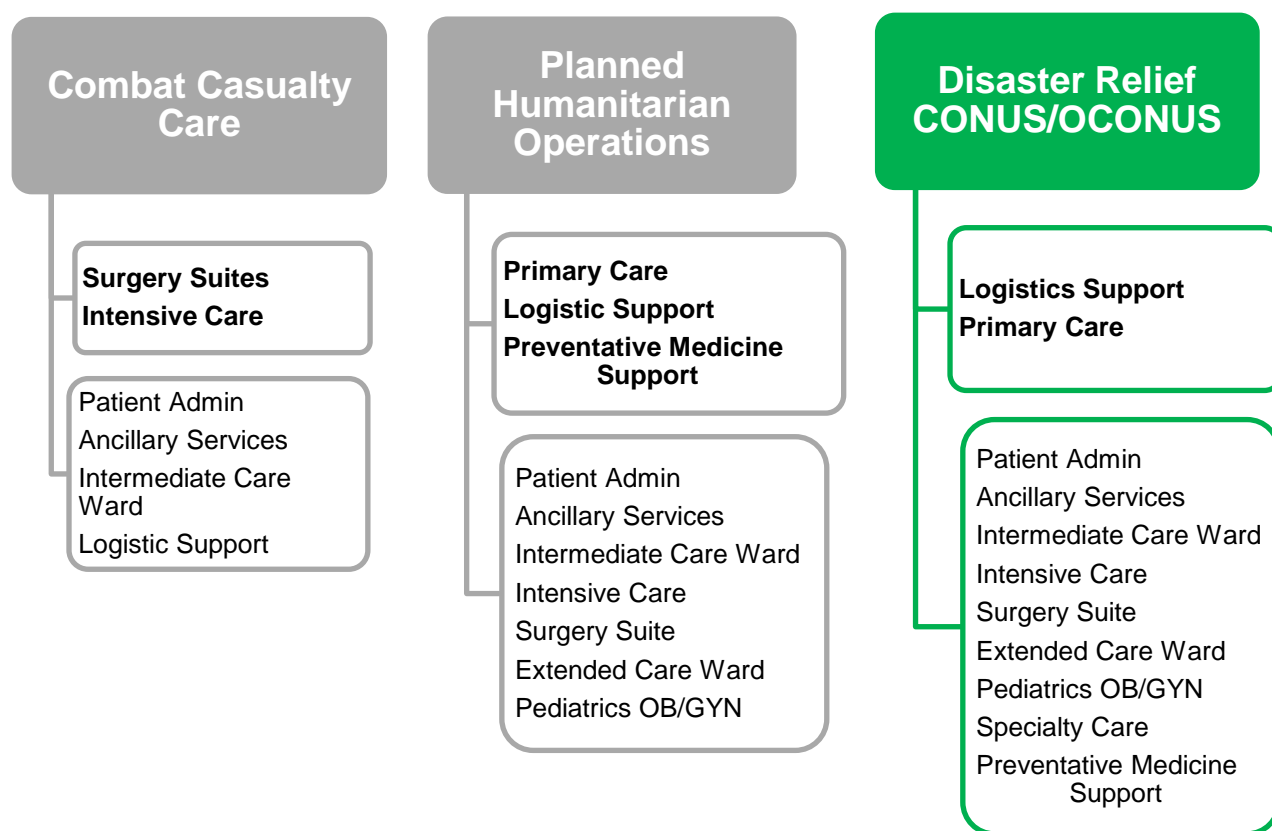 Combat Casualty
Care
Surgery Suites
Intensive Care
Patient Admin
Ancillary Services
Intermediate Care
Ward
Logistic Support
Planned
Humanitarian
Operations
Primary Care
Logistic Support
Preventative Medicine
Support
Patient Admin
Ancillary Services
Intermediate Care Ward
Intensive Care
Surgery Suite
Extended Care Ward
Pediatrics OB/GYN
Disaster Relief
CONUS/OCONUS
Logistics Support
Primary Care
Patient Admin
Ancillary Services
Intermediate Care Ward
Intensive Care
Surgery Suite
Extended Care Ward
Pediatrics OB/GYN
Specialty Care
Preventative Medicine
Support